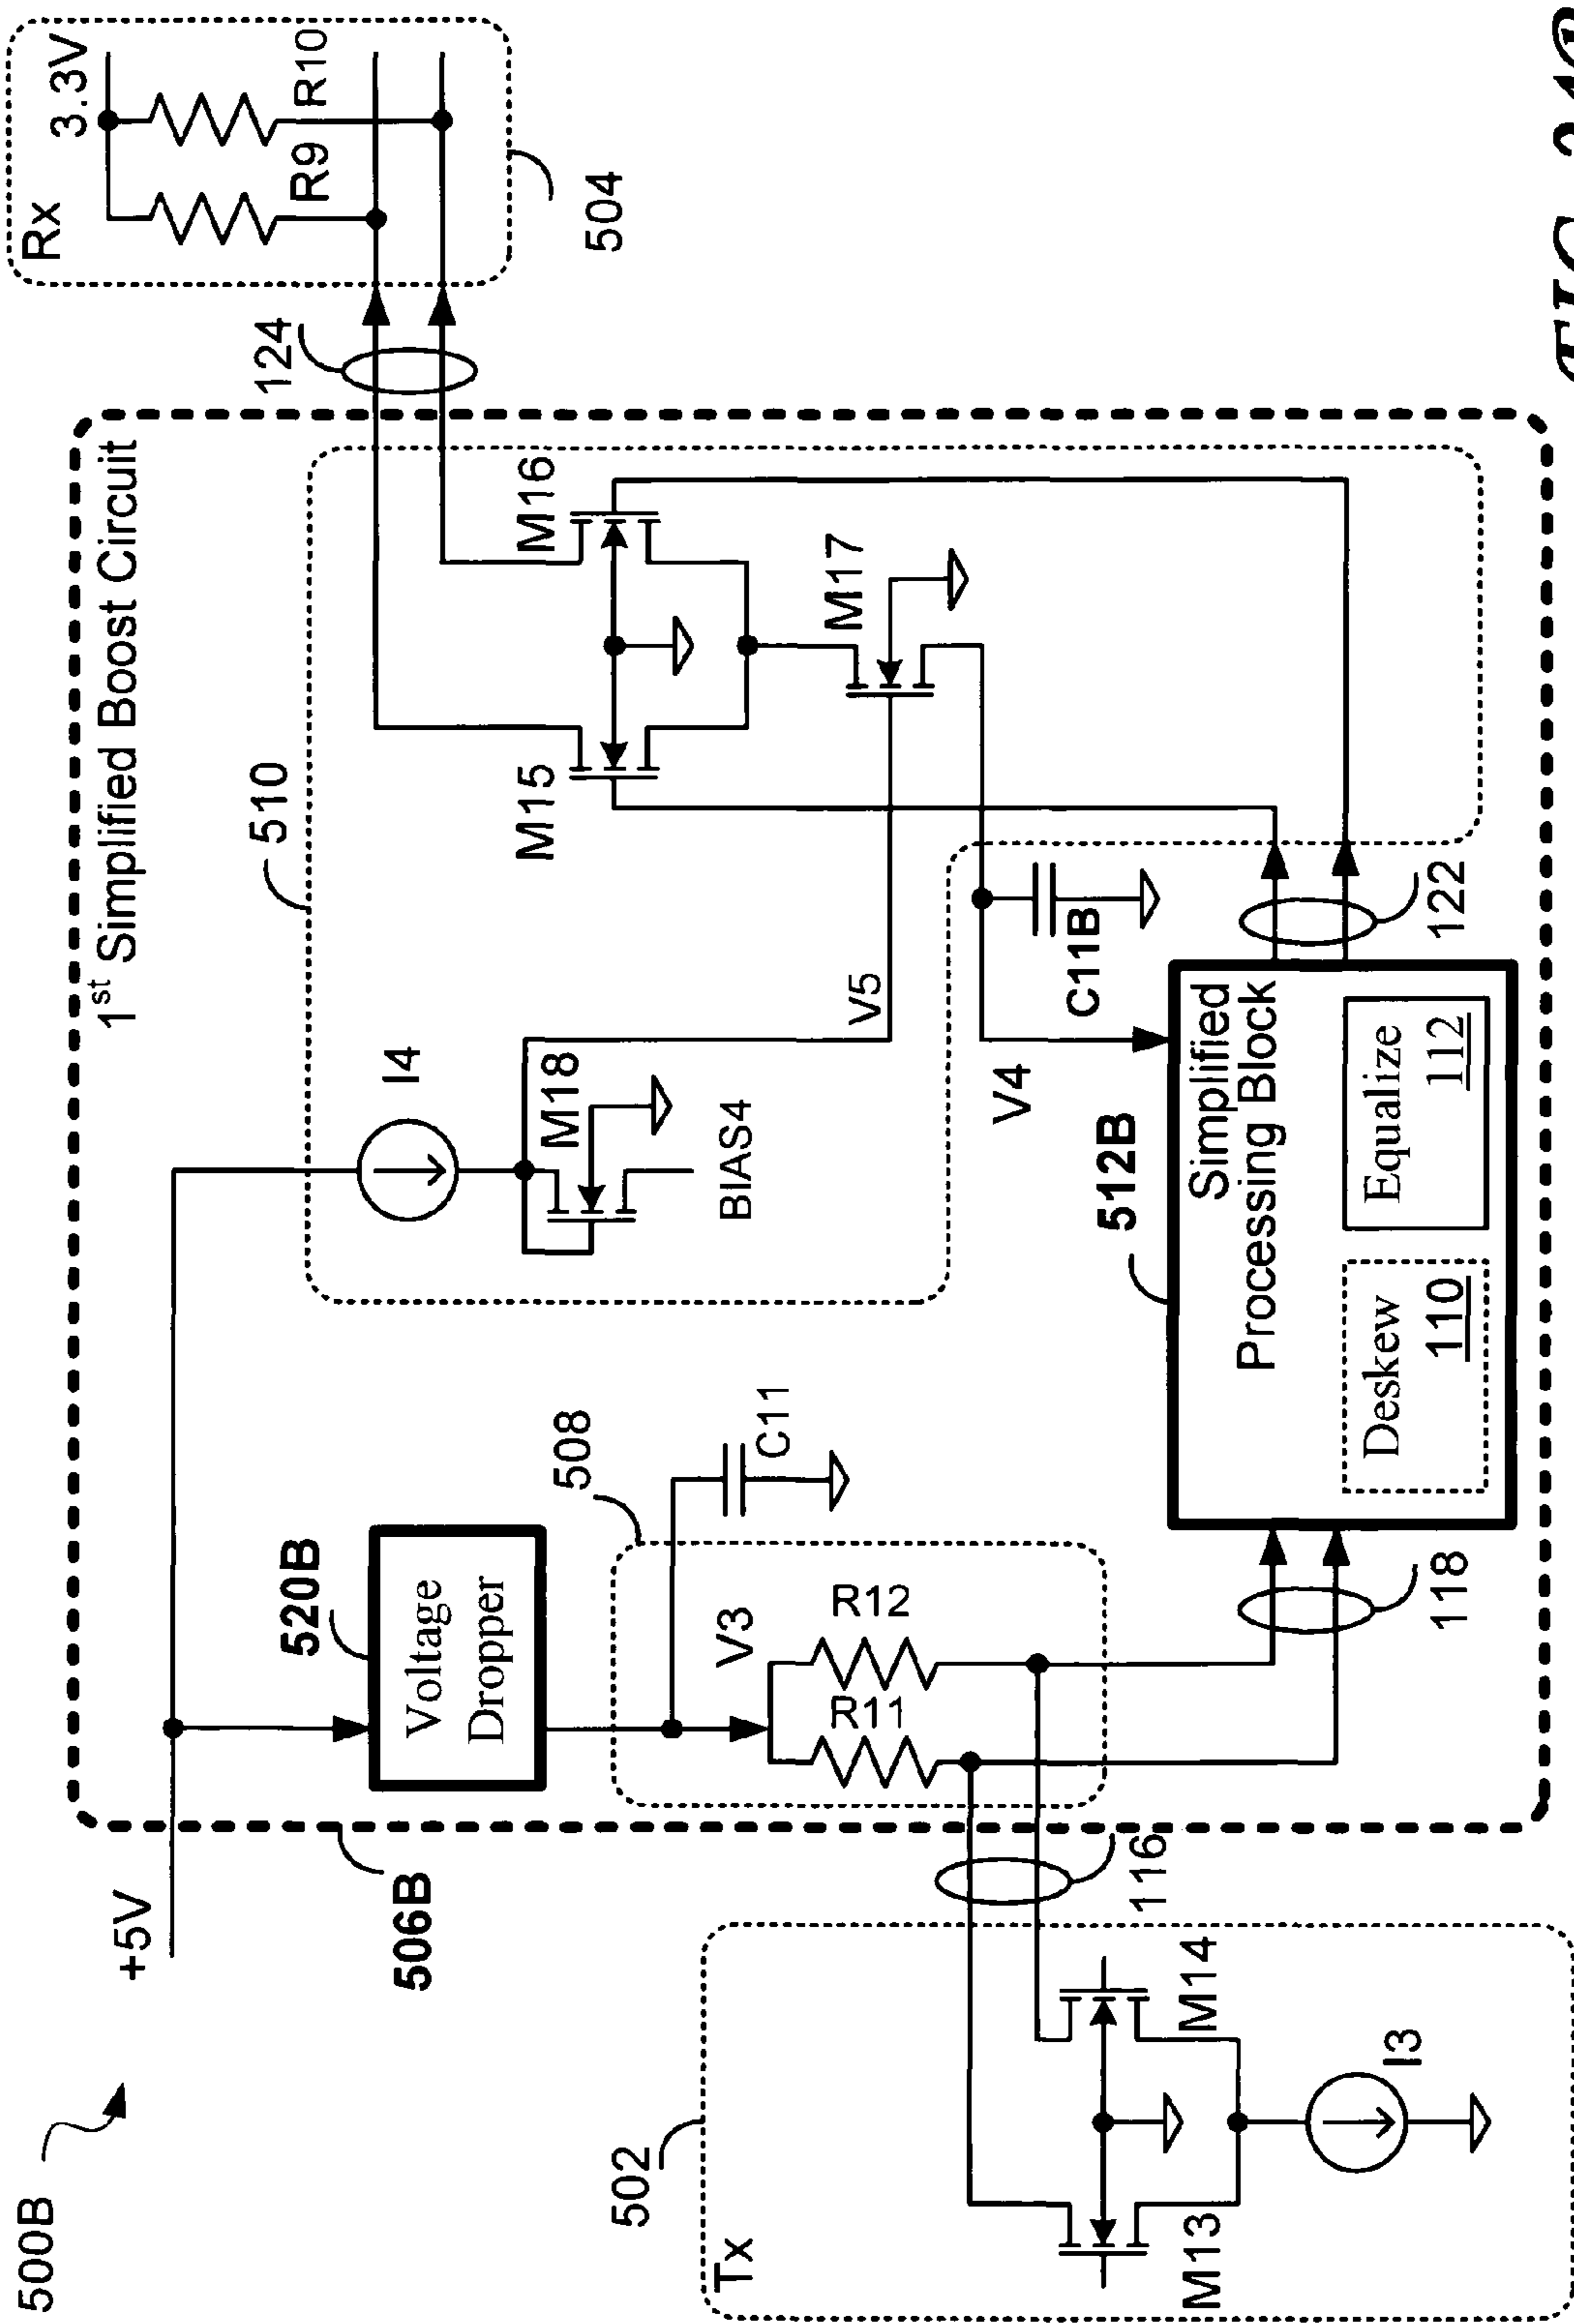 500B
+5V
506B
1st Simplified Boost Circuit
520B
Voltage
Dropper
508
C11
V3
R11
R12
510
I4
M18
BIAS4
V5
M15
M16
M17
V4
C11B
512B
Simplified
Processing Block
Deskew
110
Equalize
112
118
122
116
124
502
Tx
M13
M14
I3
Rx
3.3V
R9
R10
504